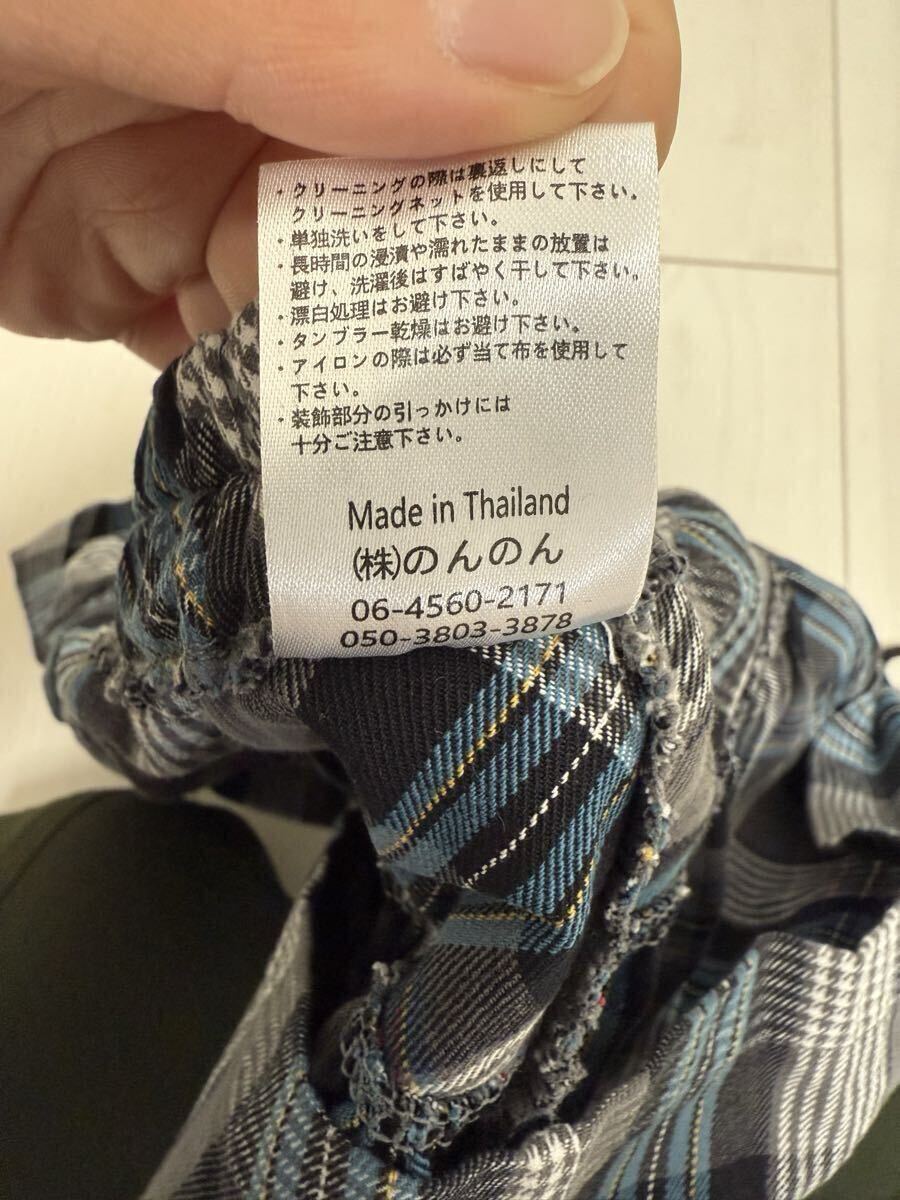 ・クリーニングの際は裏返しにして
クリーニングネットを使用して下さい。
・単独洗いをして下さい。
・長時間の浸漬や濡れたままの放置は
避け、洗濯後はすばやく干して下さい。
・漂白処理はお避け下さい。
・タンブラー乾燥はお避け下さい。
・アイロンの際は必ず当て布を使用して
下さい。
・装飾部分の引っかけには
十分ご注意下さい。
Made in Thailand
(株)のんのん
06-4560-2171
050-3803-3878